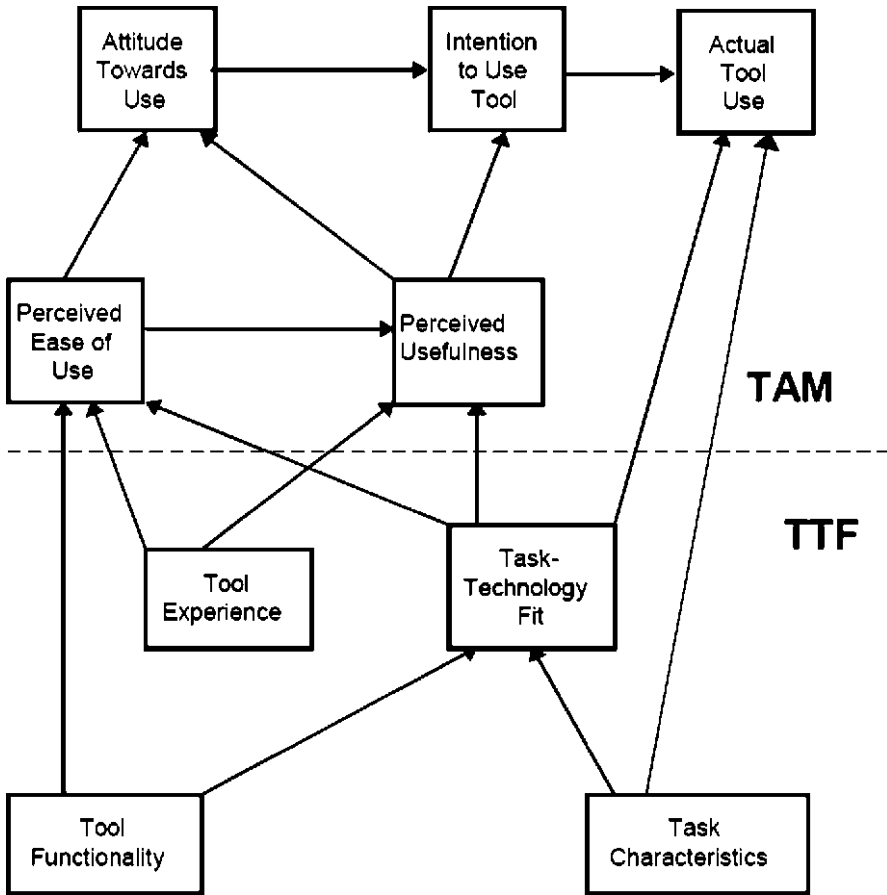 Attitude
Towards
Use
Intention
to Use
Tool
Actual
Tool
Use
Perceived
Ease of
Use
Perceived
Usefulness
TAM
TTF
Tool
Experience
Task-
Technology
Fit
Tool
Functionality
Task
Characteristics